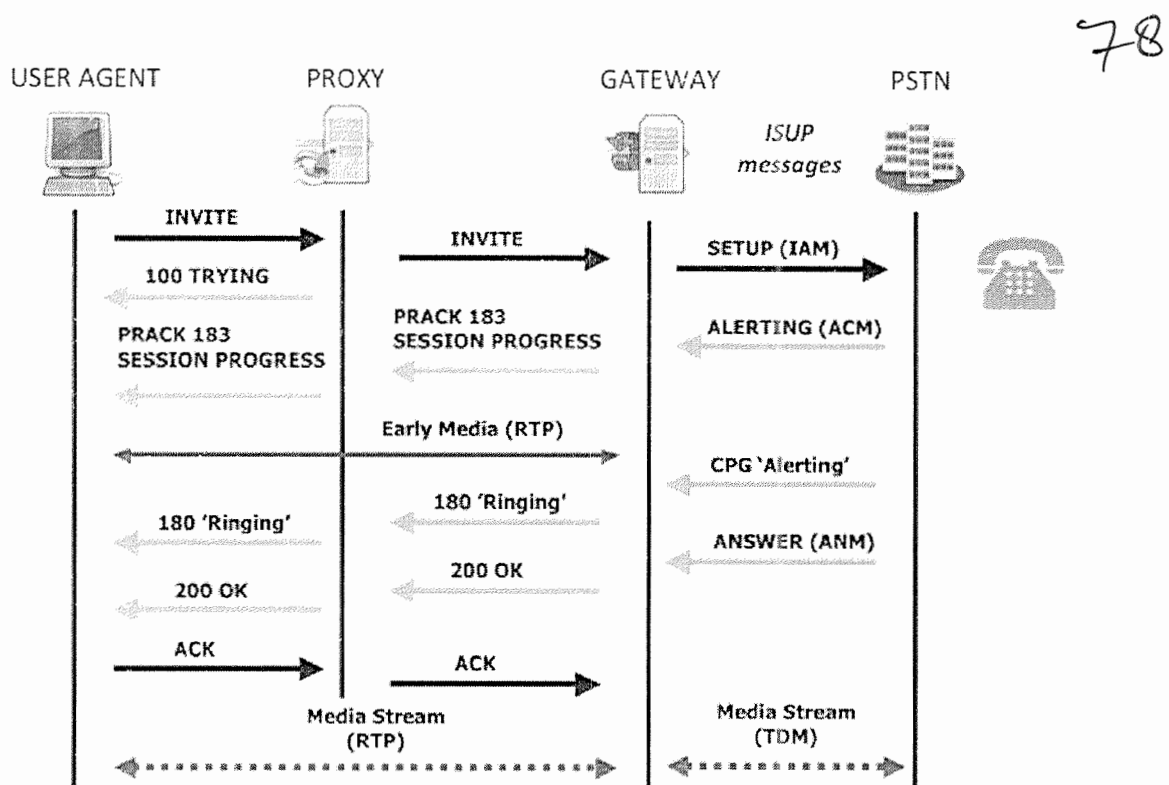 78
USER AGENT
PROXY
GATEWAY
PSTN
ISUP
messages
INVITE
INVITE
SETUP (IAM)
100 TRYING
PRACK 183
SESSION PROGRESS
PRACK 183
SESSION PROGRESS
ALERTING (ACM)
Early Media (RTP)
CPG 'Alerting'
180 'Ringing'
180 'Ringing'
ANSWER (ANM)
200 OK
200 OK
ACK
ACK
Media Stream
(RTP)
Media Stream
(TDM)